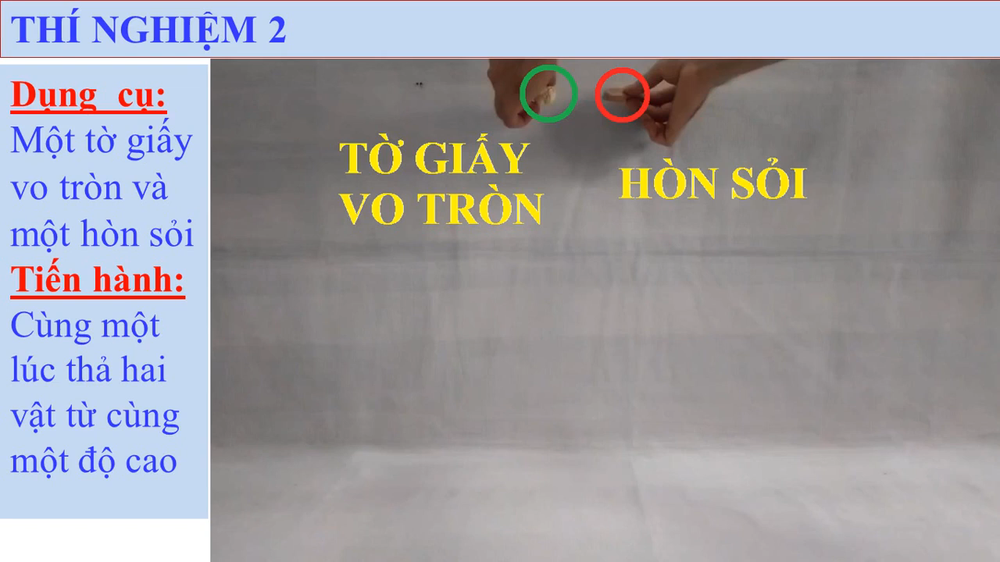 THÍ NGHIỆM 2
Dụng cụ:
Một tờ giấy
vo tròn và
một hòn sỏi
Tiến hành:
Cùng một
lúc thả hai
vật từ cùng
một độ cao
TỜ GIẤY
VO TRÒN
HÒN SỎI